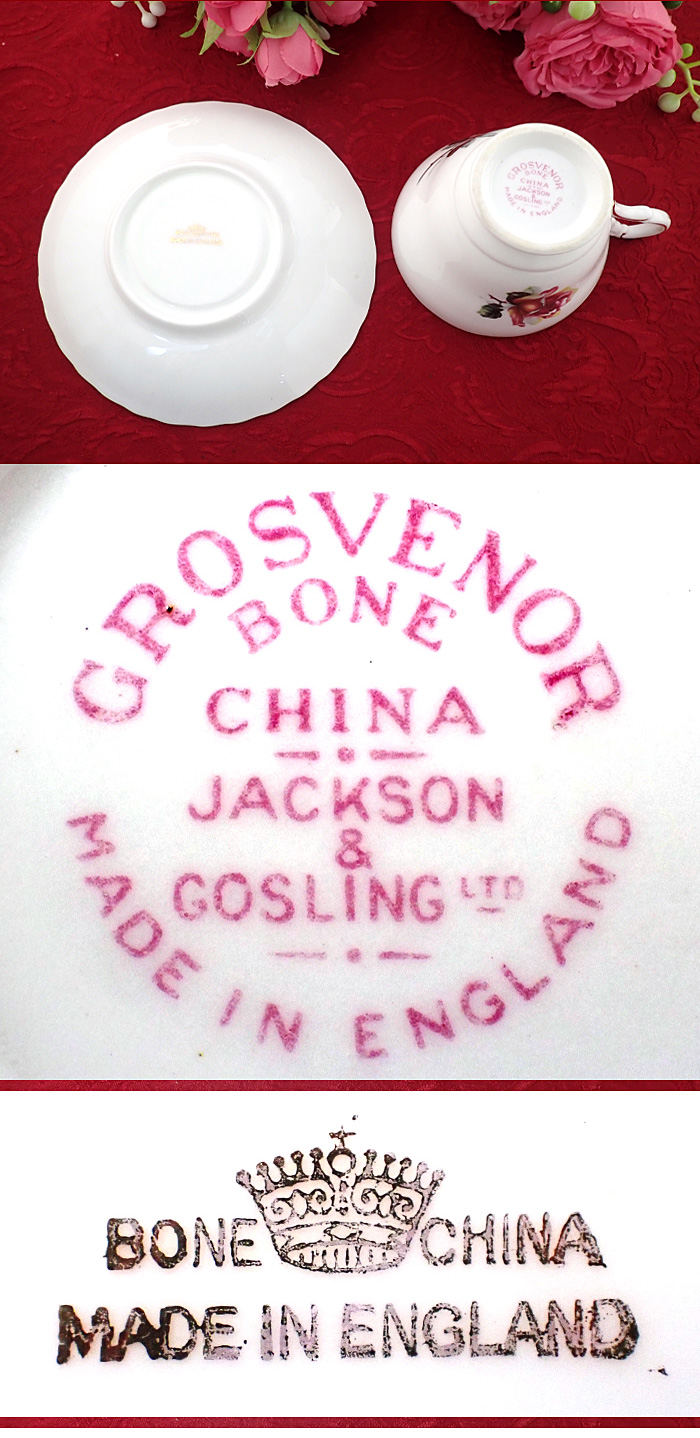 GROSVENOR
BONE
CHINA
JACKSON
&
GOSLING LTD
MADE IN ENGLAND
GROSVENOR
BONE
CHINA
JACKSON
&
GOSLING LTD
MADE IN ENGLAND
BONE CHINA
MADE IN ENGLAND